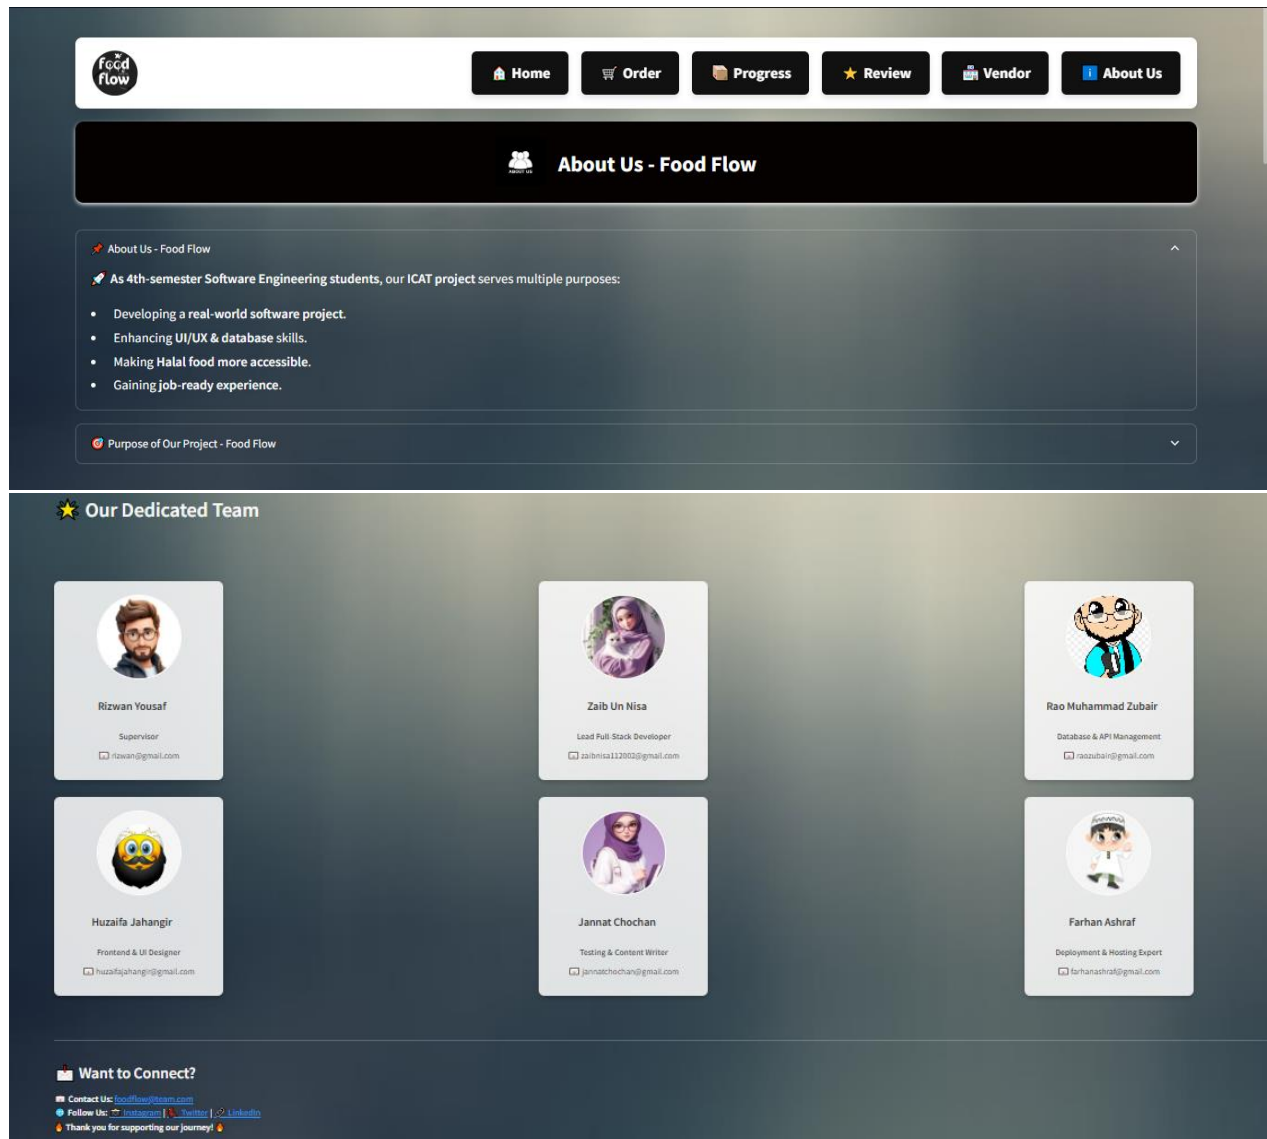 Food
flow
Home
Order
Progress
Review
Vendor
About Us
ABOUT US
About Us - Food Flow
About Us - Food Flow
As 4th-semester Software Engineering students, our ICAT project serves multiple purposes:
• Developing a real-world software project.
• Enhancing UI/UX & database skills.
• Making Halal food more accessible.
• Gaining job-ready experience.
Purpose of Our Project - Food Flow
Our Dedicated Team
Rizwan Yousaf
Supervisor
rizwan@gmail.com
Zaib Un Nisa
Lead Full-Stack Developer
zaibnisa112002@gmail.com
Rao Muhammad Zubair
Database & API Management
raozubair@gmail.com
Huzaifa Jahangir
Frontend & UI Designer
huzaifajahangir@gmail.com
Jannat Chochan
Testing & Content Writer
jannatchochan@gmail.com
Farhan Ashraf
Deployment & Hosting Expert
farhanashraf@gmail.com
Want to Connect?
Contact Us: foodflow@team.com
Follow Us: Instagram | Twitter | LinkedIn
Thank you for supporting our journey!